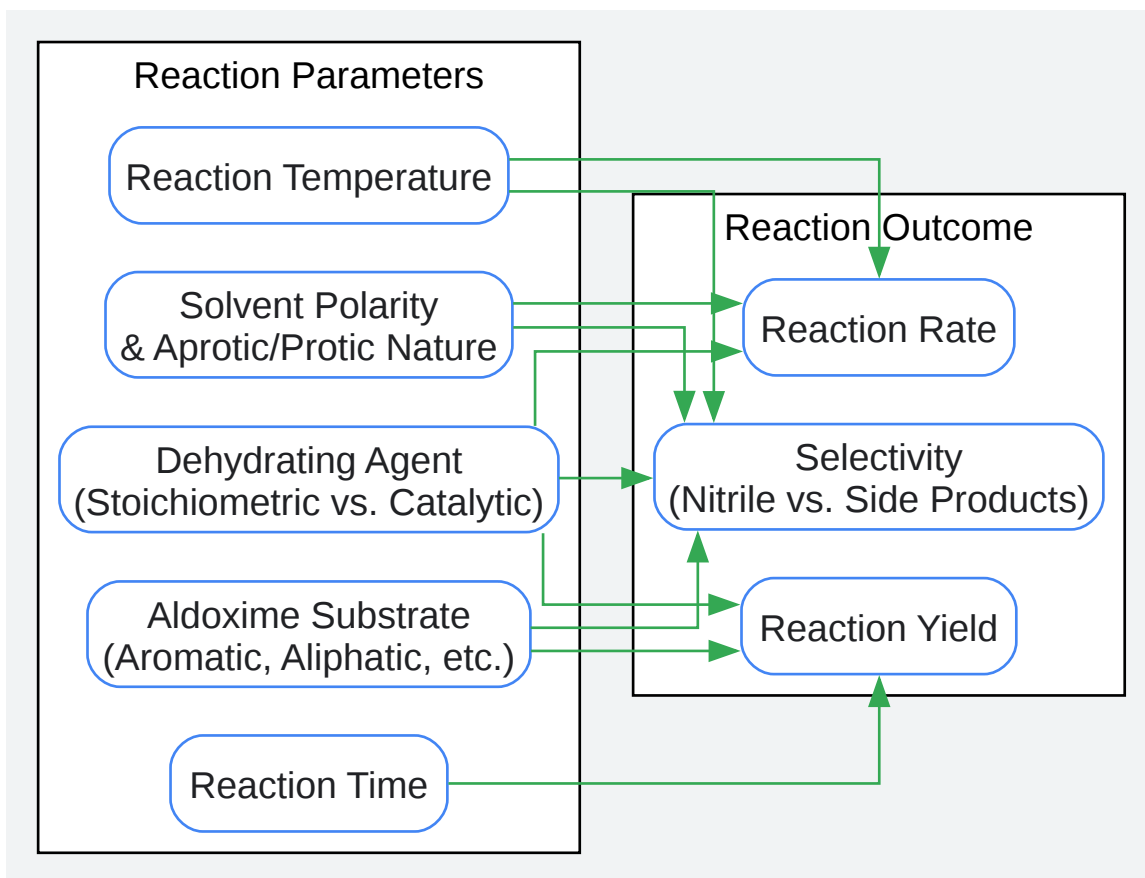 Reaction Parameters
Reaction Temperature
Solvent Polarity
& Aprotic/Protic Nature
Dehydrating Agent
(Stoichiometric vs. Catalytic)
Aldoxime Substrate
(Aromatic, Aliphatic, etc.)
Reaction Time
Reaction Outcome
Reaction Rate
Selectivity
(Nitrile vs. Side Products)
Reaction Yield